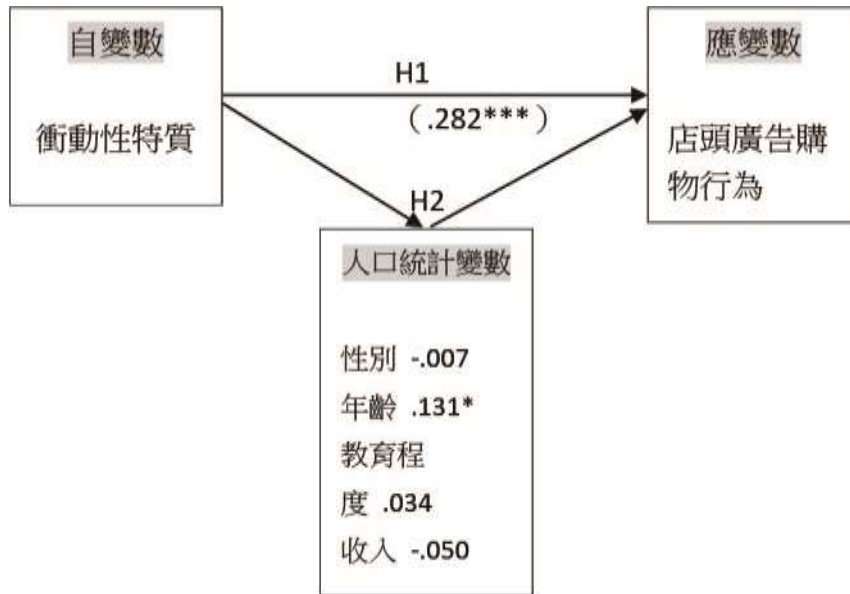 自變數
衝動性特質
H1
（.282***）
H2
應變數
店頭廣告購
物行為
人口統計變數
性別 -.007
年齡 .131*
教育程
度 .034
收入 -.050